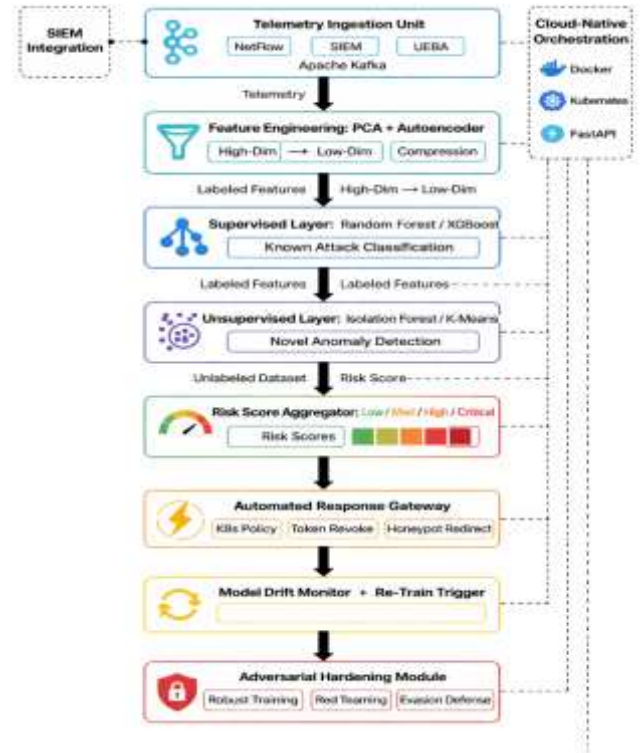 SIEM
Integration
Telemetry Ingestion Unit
NetFlow SIEM UEBA
Apache Kafka
Cloud-Native
Orchestration
Docker
Kubernetes
FastAPI
Telemetry
Feature Engineering: PCA + Autoencoder
High-Dim → Low-Dim Compression
Labeled Features High-Dim → Low-Dim
Supervised Layer: Random Forest / XGBoost
Known Attack Classification
Labeled Features Labeled Features
Unsupervised Layer: Isolation Forest / K-Means
Novel Anomaly Detection
Unlabeled Dataset Risk Score
Risk Score Aggregator: Low / Med / High / Critical
Risk Scores
Automated Response Gateway
K8s Policy Token Revoke Honeypot Redirect
Model Drift Monitor + Re-Train Trigger
Adversarial Hardening Module
Robust Training Red Teaming Evasion Defense